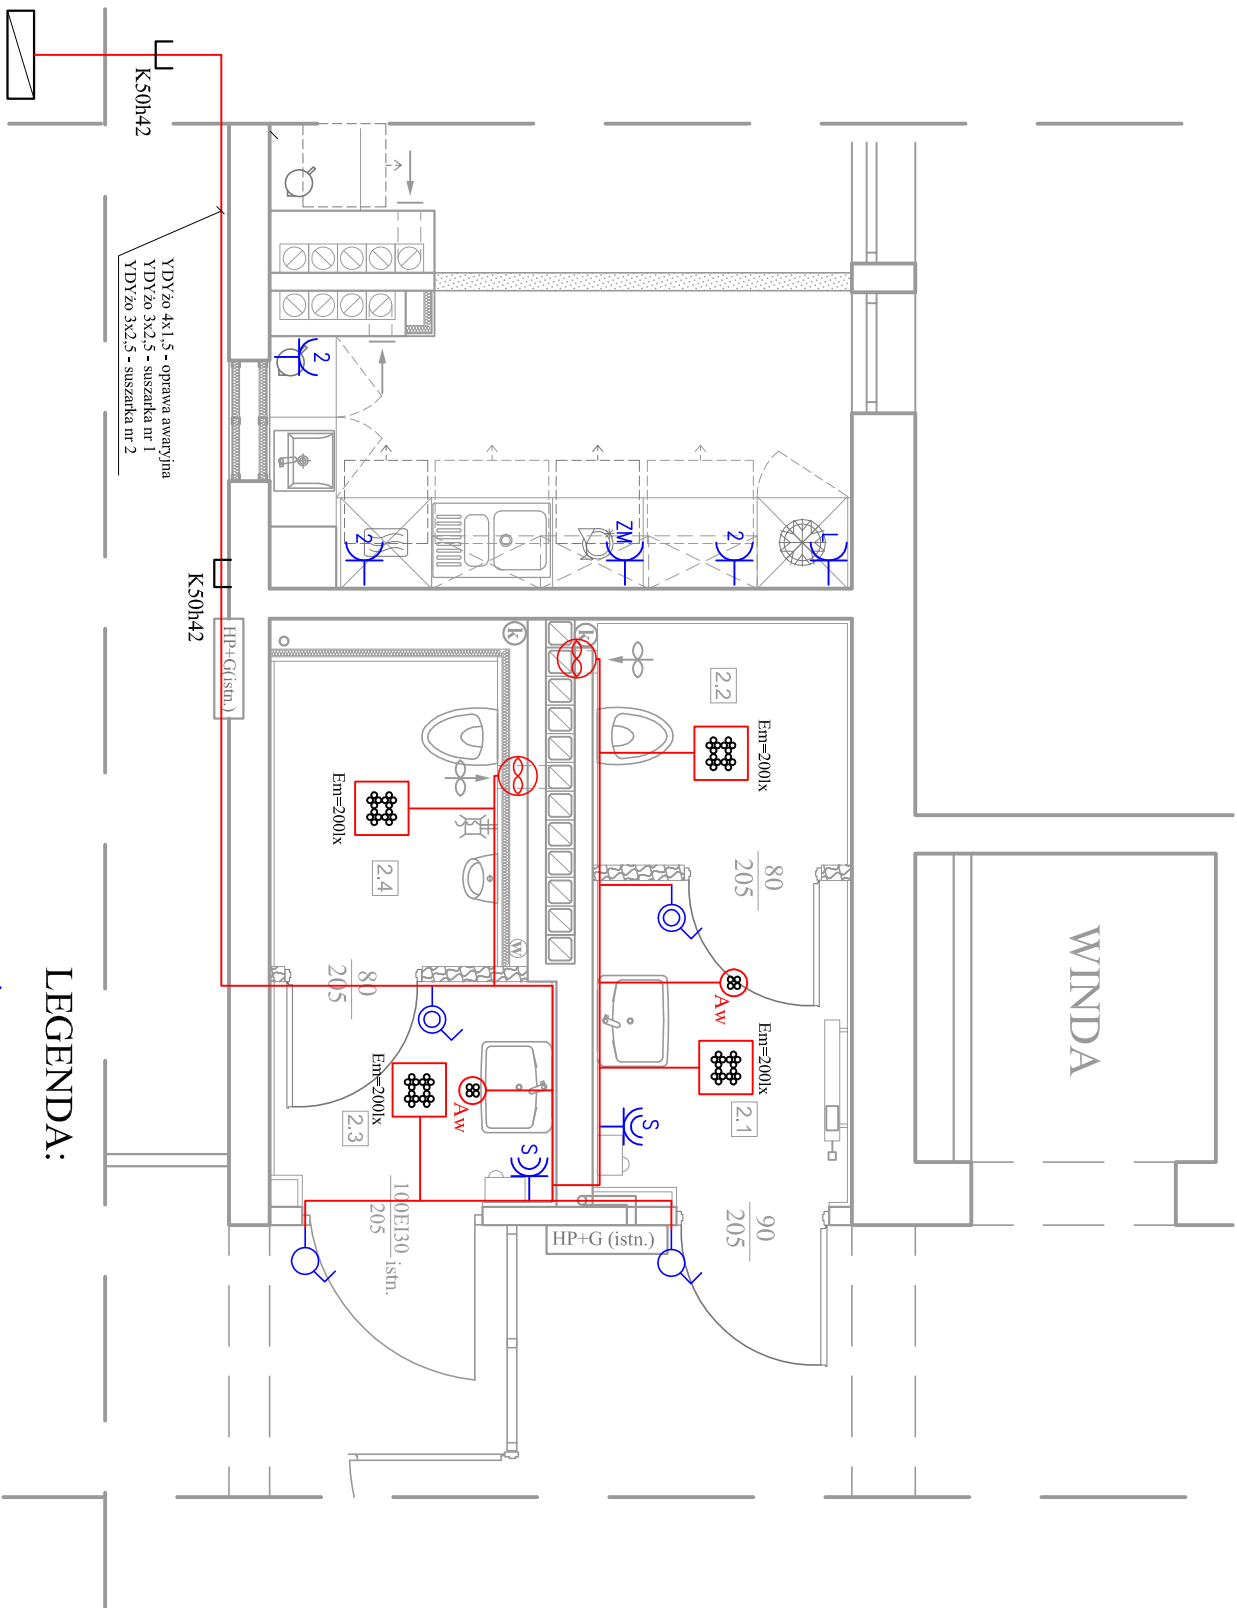 WINDA
K50h42
YDYżo 4x1,5 - oprawa awaryjna
YDYżo 3x2,5 - suszarka nr 1
YDYżo 3x2,5 - suszarka nr 2
2
2
ZM
2
L
K50h42
HP+G(istn.)
k
k
2.2
Em=200lx
Em=200lx
2.4
80
205
w
80
205
Aw
Em=200lx
2.1
Em=200lx
Aw
2.3
S
S
100EI30 istn.
205
90
205
HP+G (istn.)
LEGENDA: